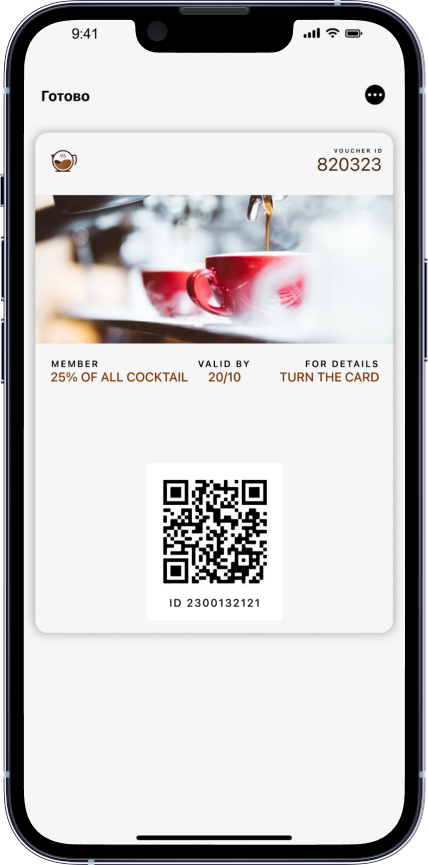 9:41
Готово
VOUCHER ID
820323
MEMBER VALID BY FOR DETAILS
25% OF ALL COCKTAIL 20/10 TURN THE CARD
ID 2300132121